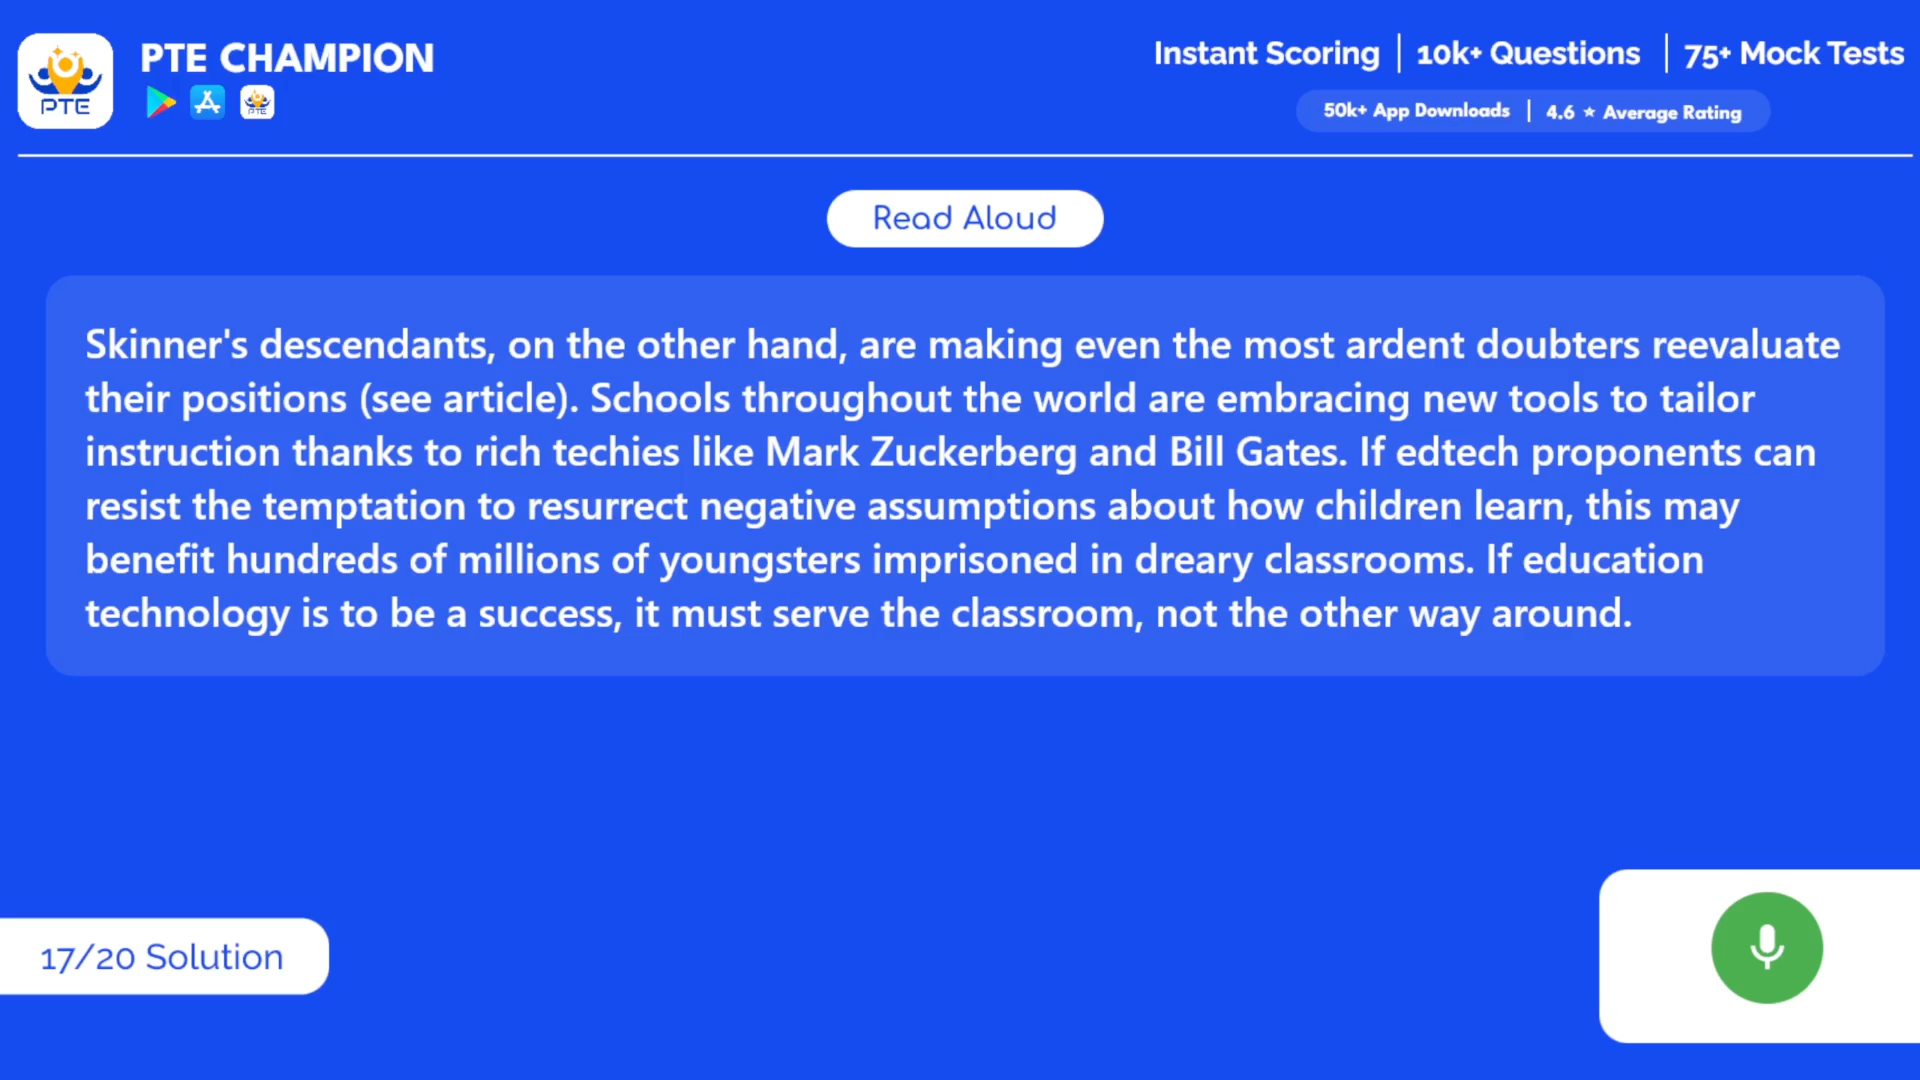 PTE CHAMPION
PTE
PTE
Instant Scoring | 10k+ Questions | 75+ Mock Tests
50k+ App Downloads | 4.6 ★ Average Rating
Read Aloud
Skinner's descendants, on the other hand, are making even the most ardent doubters reevaluate
their positions (see article). Schools throughout the world are embracing new tools to tailor
instruction thanks to rich techies like Mark Zuckerberg and Bill Gates. If edtech proponents can
resist the temptation to resurrect negative assumptions about how children learn, this may
benefit hundreds of millions of youngsters imprisoned in dreary classrooms. If education
technology is to be a success, it must serve the classroom, not the other way around.
17/20 Solution